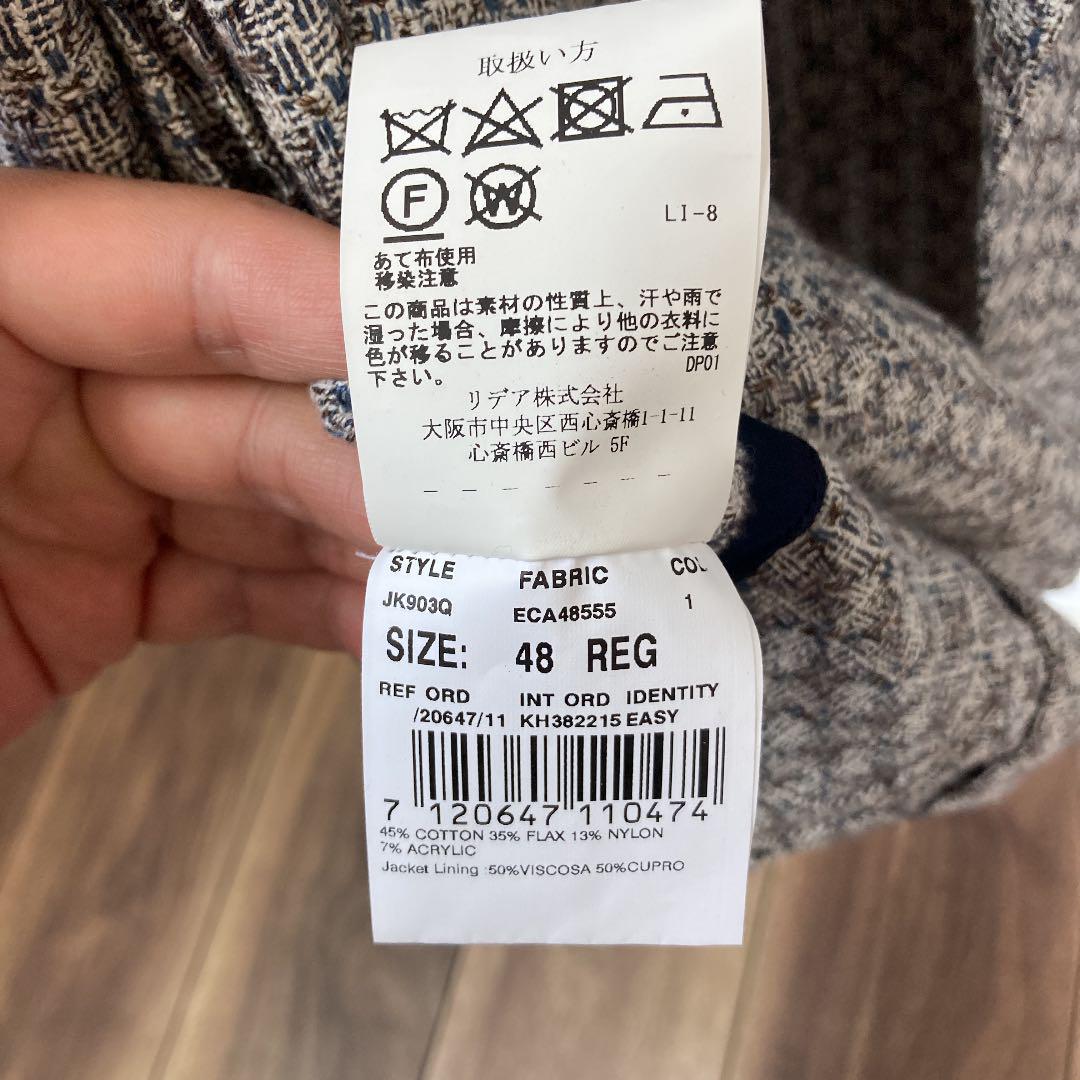 取扱い方
F W
LI-8
あて布使用
移染注意
この商品は素材の性質上、汗や雨で
湿った場合、摩擦により他の衣料に
色が移ることがありますのでご注意
下さい。 DP01
リデア株式会社
大阪市中央区西心斎橋1-1-11
心斎橋西ビル 5F
STYLE FABRIC COL
JK903Q ECA48555 1
SIZE: 48 REG
REF ORD INT ORD IDENTITY
/20647/11 KH382215 EASY
7 120647 110474
45% COTTON 35% FLAX 13% NYLON
7% ACRYLIC
Jacket Lining :50%VISCOSA 50%CUPRO